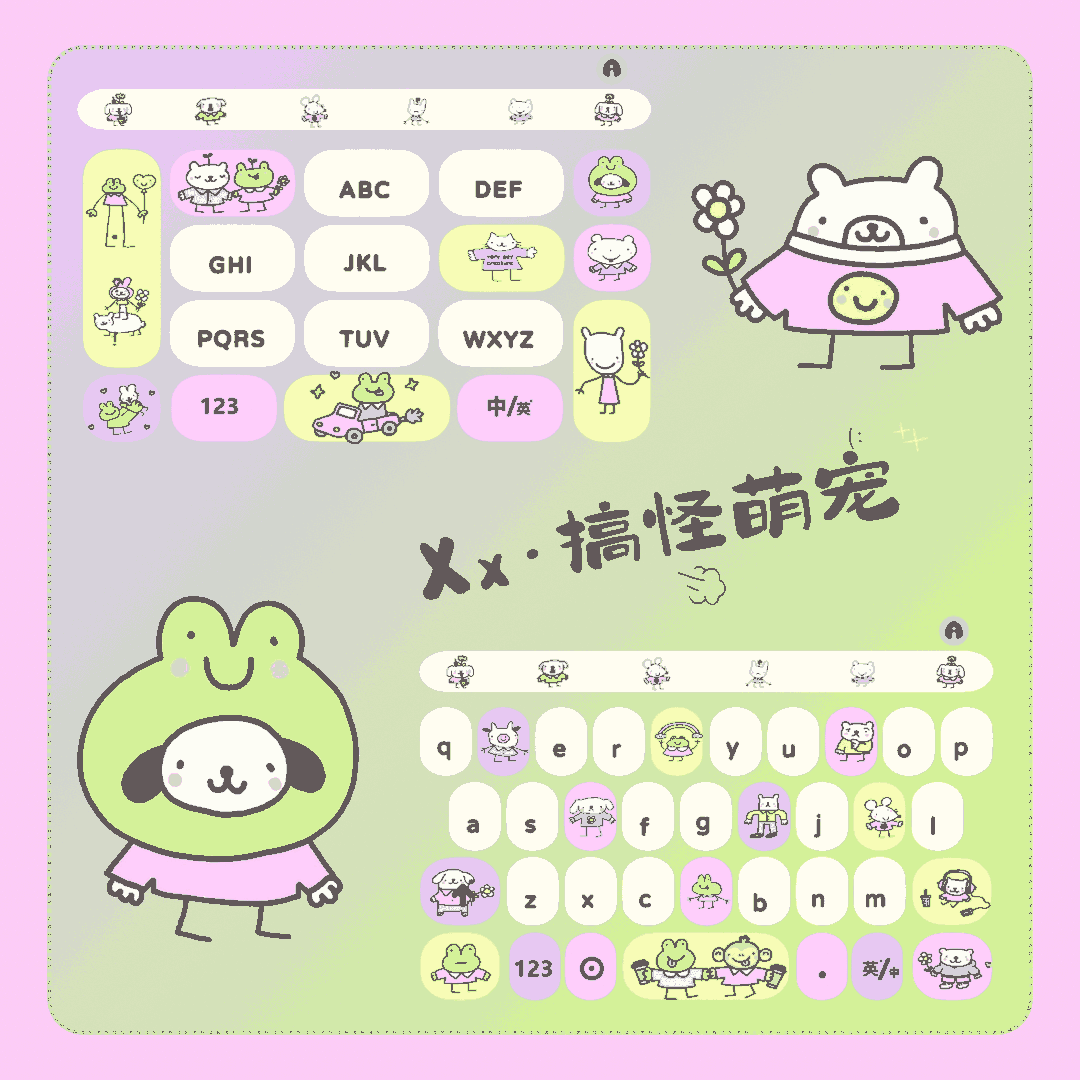 ABC DEF
GHI JKL
PQRS TUV WXYZ
123 中/英
Xx·搞怪萌宠
q e r y u o p
a s f g j l
z x c b n m
123 . 英/中